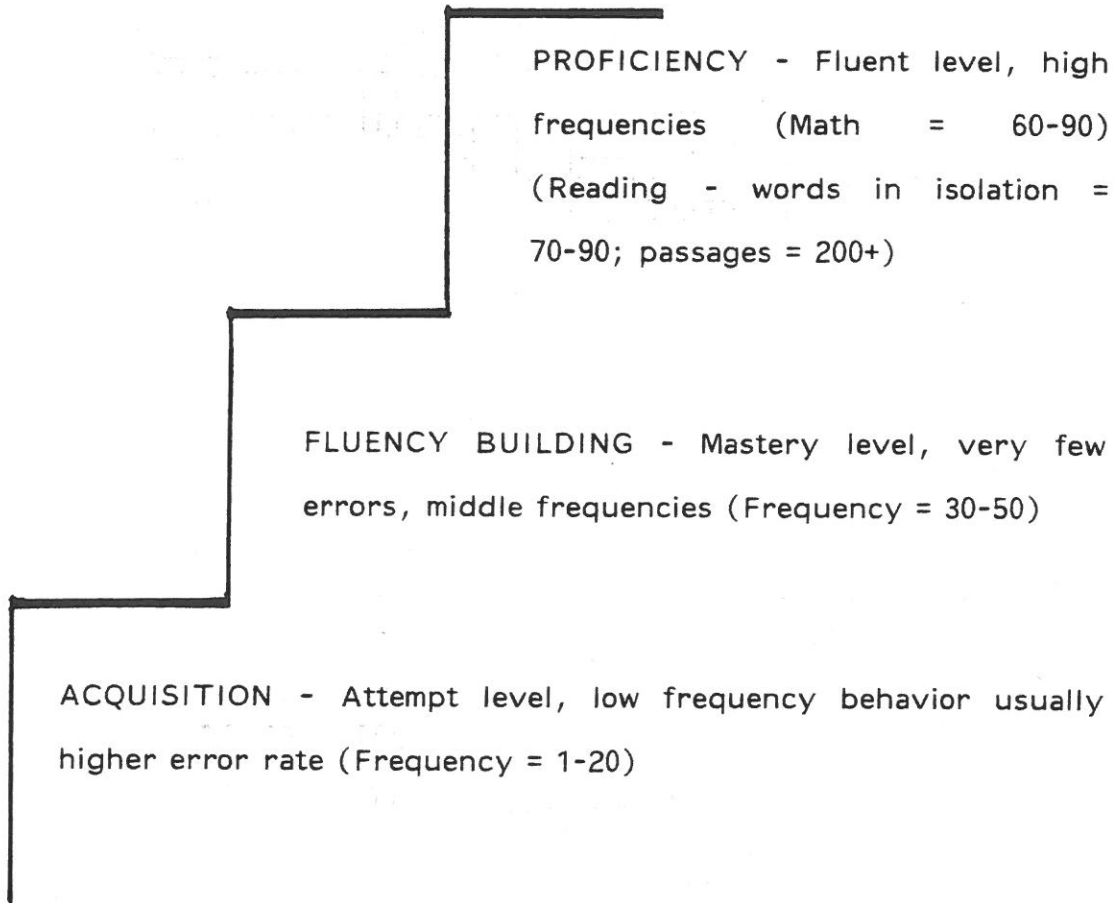 PROFICIENCY - Fluent level, high
frequencies (Math = 60-90)
(Reading - words in isolation =
70-90; passages = 200+)
FLUENCY BUILDING - Mastery level, very few
errors, middle frequencies (Frequency = 30-50)
ACQUISITION - Attempt level, low frequency behavior usually
higher error rate (Frequency = 1-20)